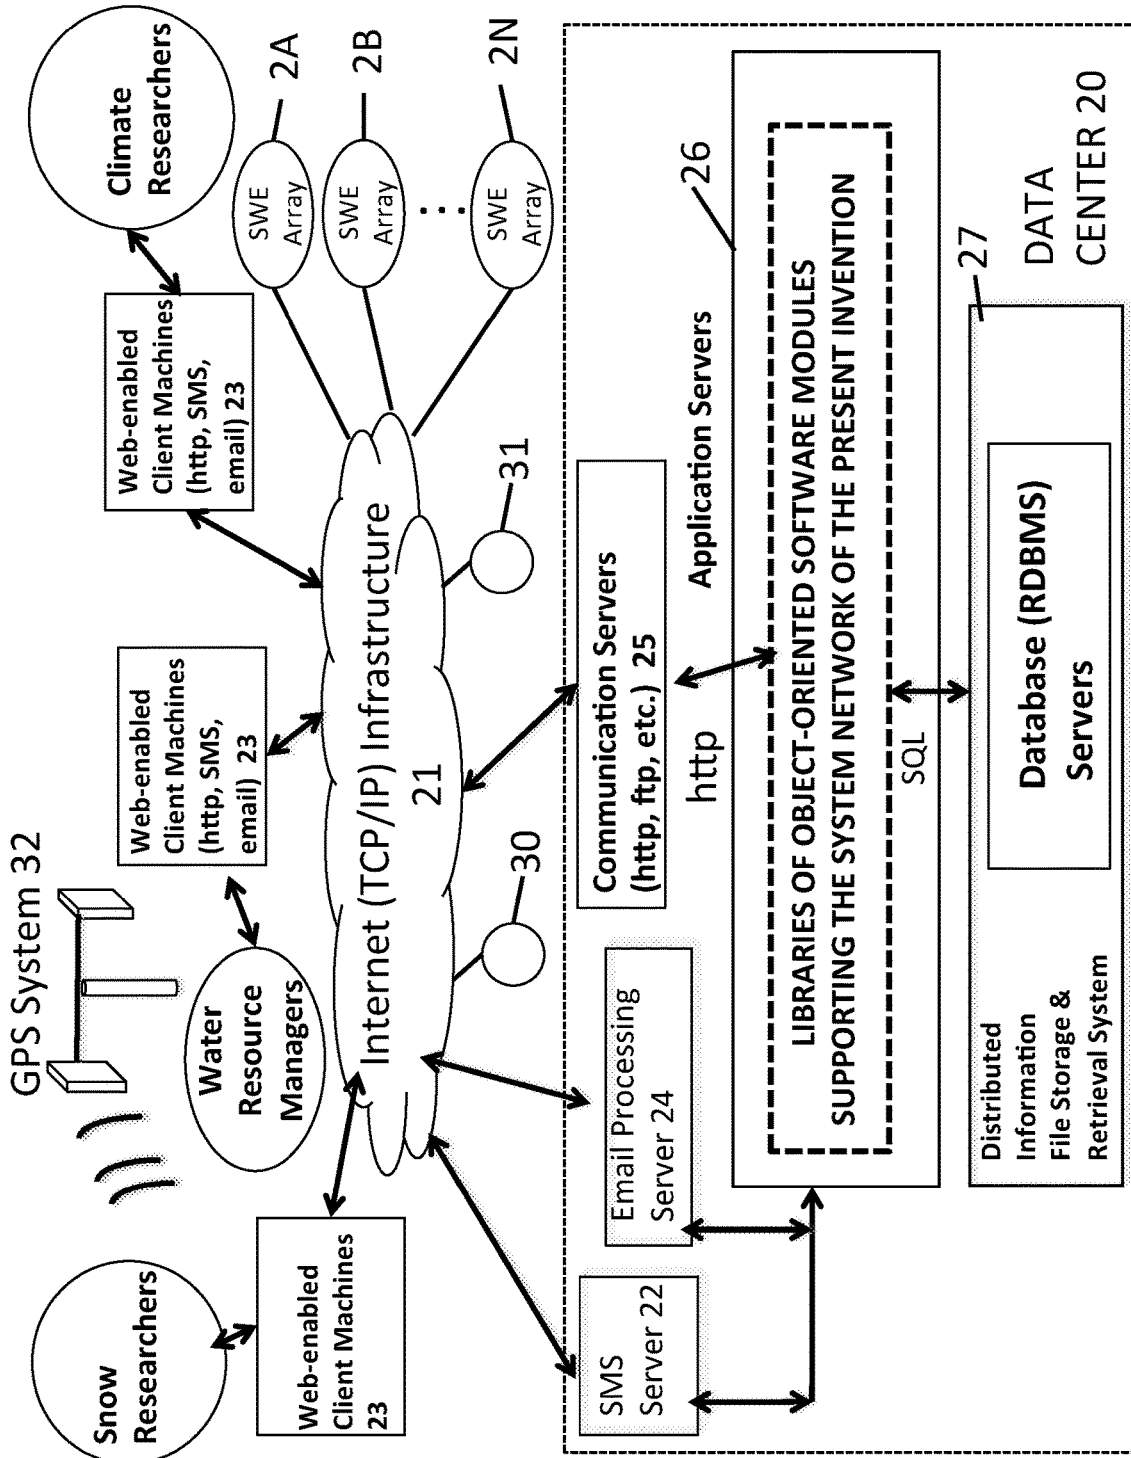 GPS System 32
Snow
Researchers
Water
Resource
Managers
Climate
Researchers
Web-enabled
Client Machines
23
Web-enabled
Client Machines
(http, SMS,
email) 23
Web-enabled
Client Machines
(http, SMS,
email) 23
SWE
Array
2A
SWE
Array
2B
...
SWE
Array
2N
Internet (TCP/IP) Infrastructure
21
30
31
SMS
Server 22
Email Processing
Server 24
Communication Servers
(http, ftp, etc.) 25
http
Application Servers
26
LIBRARIES OF OBJECT-ORIENTED SOFTWARE MODULES
SUPPORTING THE SYSTEM NETWORK OF THE PRESENT INVENTION
SQL
27
Distributed
Information
File Storage &
Retrieval System
Database (RDBMS)
Servers
DATA
CENTER 20